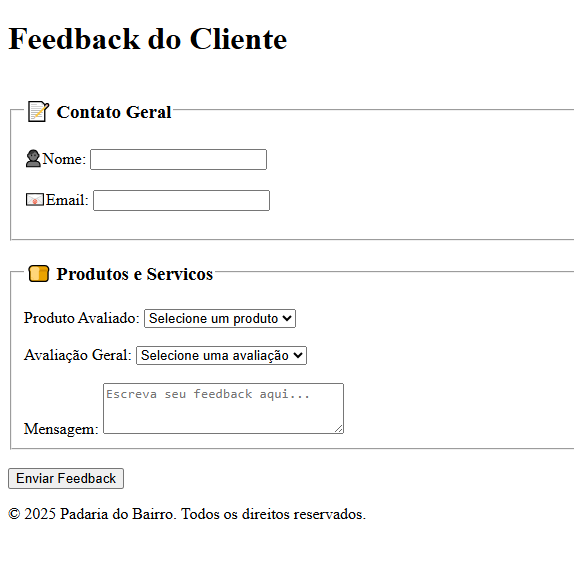 Feedback do Cliente
📝 Contato Geral
👤Nome:
📧Email:
🍞 Produtos e Servicos
Produto Avaliado: Selecione um produto
Avaliação Geral: Selecione uma avaliação
Escreva seu feedback aqui...
Mensagem:
Enviar Feedback
© 2025 Padaria do Bairro. Todos os direitos reservados.